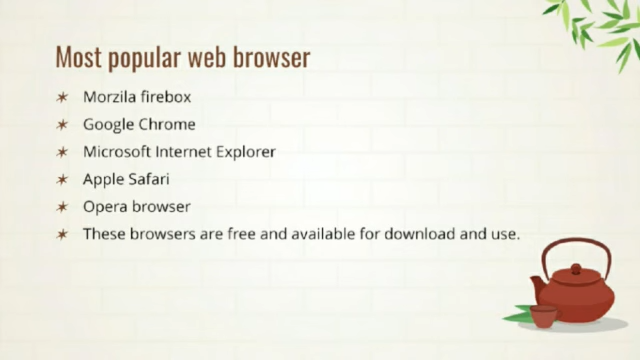 Most popular web browser
✶ Morzila firebox
✶ Google Chrome
✶ Microsoft Internet Explorer
✶ Apple Safari
✶ Opera browser
✶ These browsers are free and available for download and use.